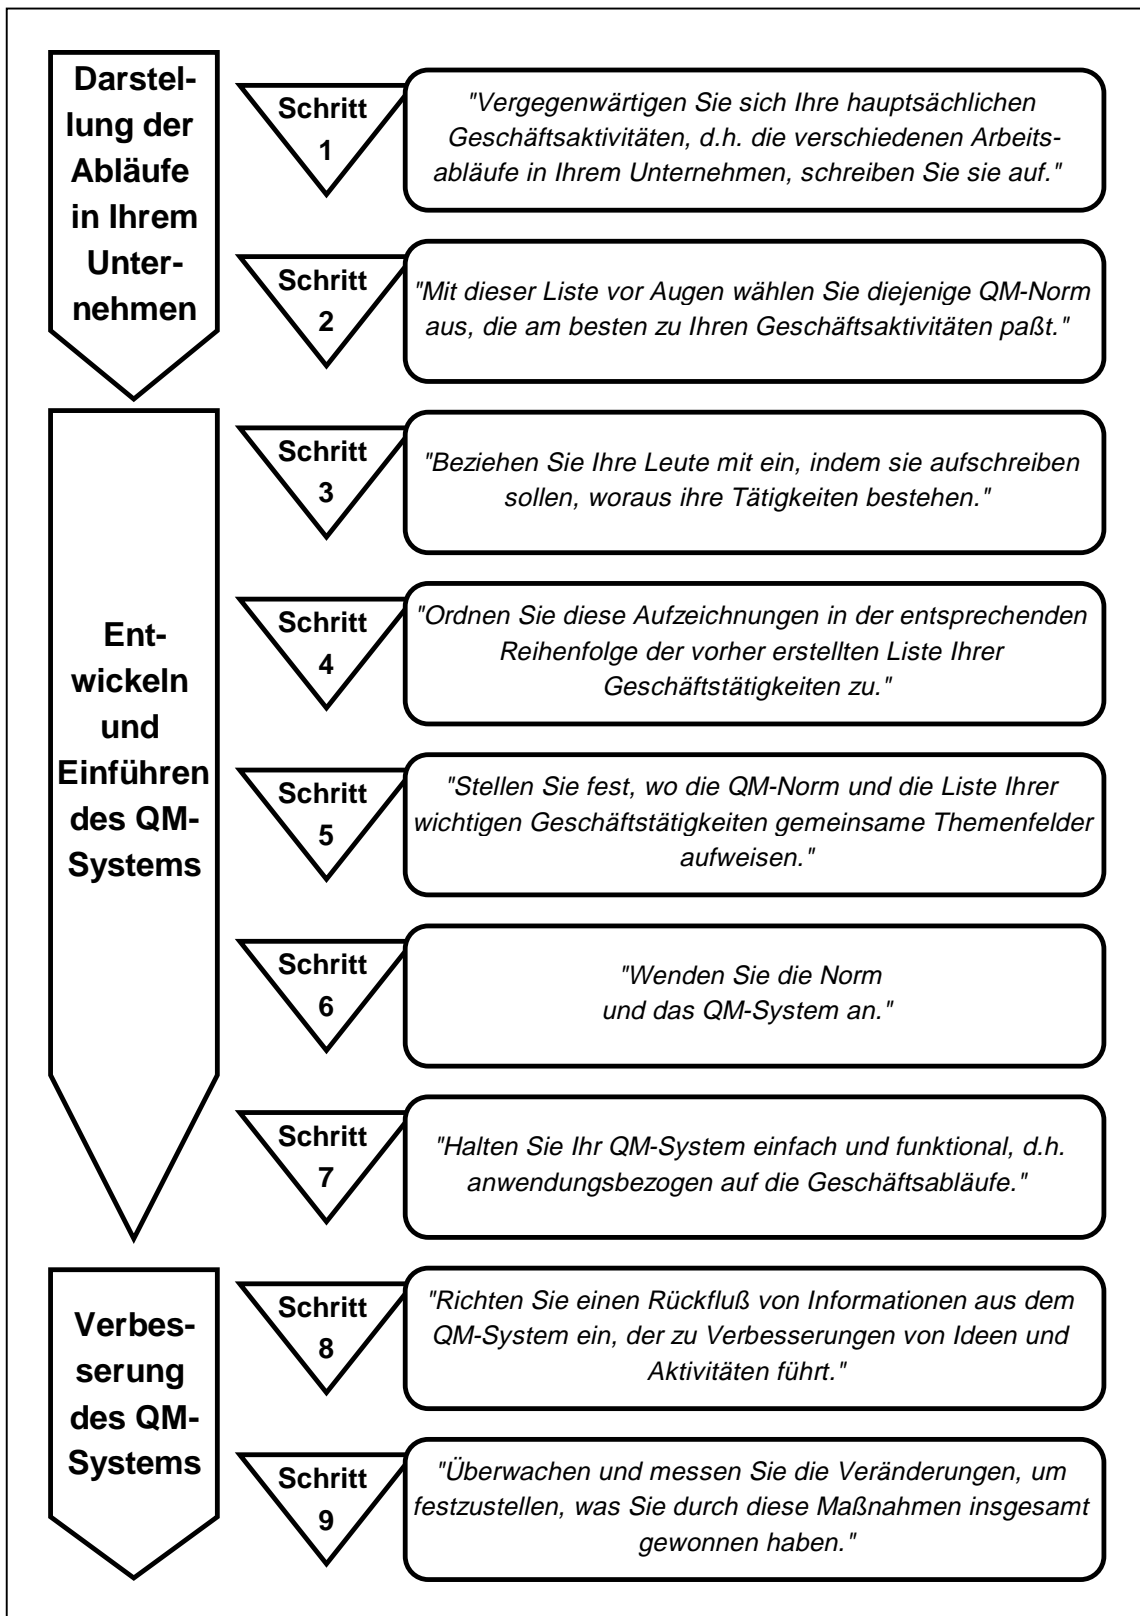 Darstel-
lung der
Abläufe
in Ihrem
Unter-
nehmen
Schritt
1
"Vergegenwärtigen Sie sich Ihre hauptsächlichen
Geschäftsaktivitäten, d.h. die verschiedenen Arbeits-
abläufe in Ihrem Unternehmen, schreiben Sie sie auf."
Schritt
2
"Mit dieser Liste vor Augen wählen Sie diejenige QM-Norm
aus, die am besten zu Ihren Geschäftsaktivitäten paßt."
Ent-
wickeln
und
Einführen
des QM-
Systems
Schritt
3
"Beziehen Sie Ihre Leute mit ein, indem sie aufschreiben
sollen, woraus ihre Tätigkeiten bestehen."
Schritt
4
"Ordnen Sie diese Aufzeichnungen in der entsprechenden
Reihenfolge der vorher erstellten Liste Ihrer
Geschäftstätigkeiten zu."
Schritt
5
"Stellen Sie fest, wo die QM-Norm und die Liste Ihrer
wichtigen Geschäftstätigkeiten gemeinsame Themenfelder
aufweisen."
Schritt
6
"Wenden Sie die Norm
und das QM-System an."
Schritt
7
"Halten Sie Ihr QM-System einfach und funktional, d.h.
anwendungsbezogen auf die Geschäftsabläufe."
Verbes-
serung
des QM-
Systems
Schritt
8
"Richten Sie einen Rückfluß von Informationen aus dem
QM-System ein, der zu Verbesserungen von Ideen und
Aktivitäten führt."
Schritt
9
"Überwachen und messen Sie die Veränderungen, um
festzustellen, was Sie durch diese Maßnahmen insgesamt
gewonnen haben."